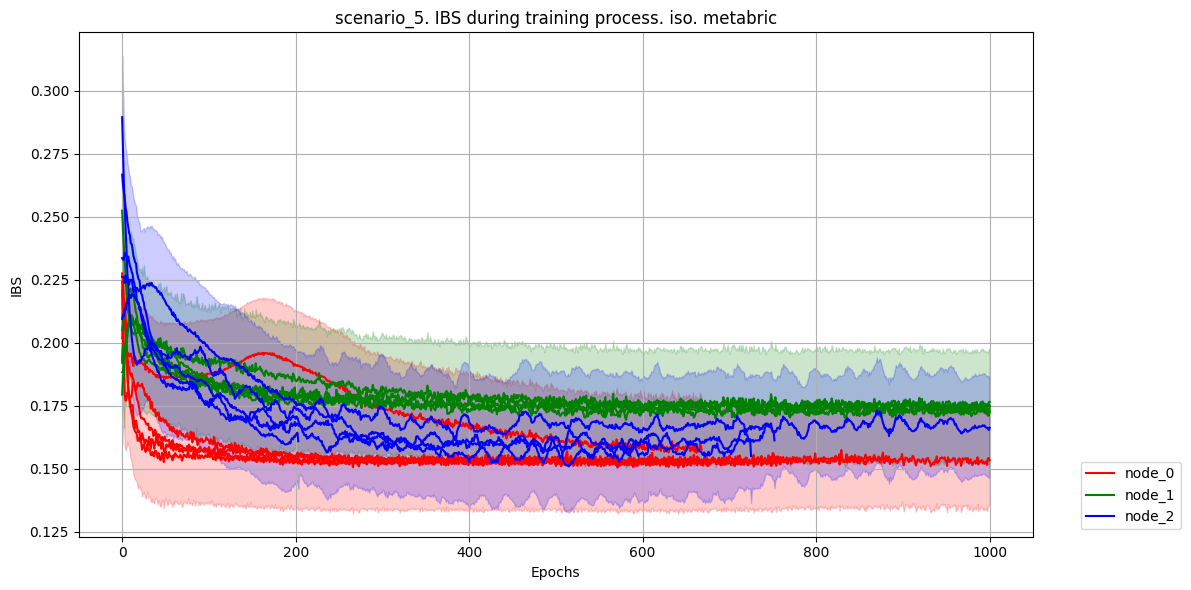 scenario_5. IBS during training process. iso. metabric
IBS
0.300
0.275
0.250
0.225
0.200
0.175
0.150
0.125
0
200
400
600
800
1000
Epochs
node_0
node_1
node_2